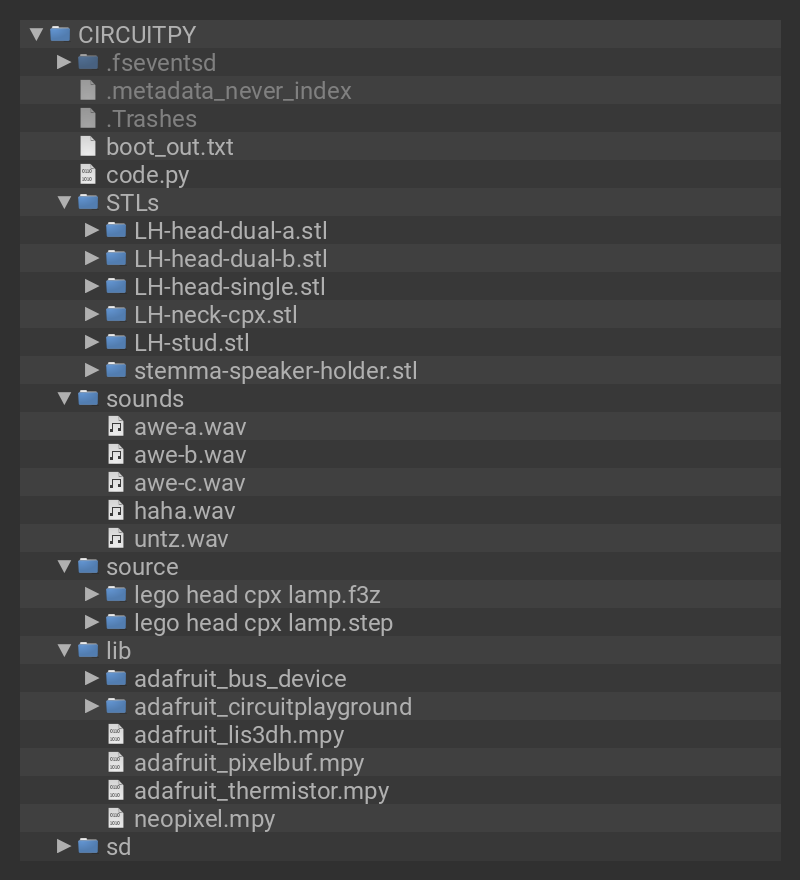 CIRCUITPY
.fseventsd
.metadata_never_index
.Trashes
boot_out.txt
code.py
STLs
LH-head-dual-a.stl
LH-head-dual-b.stl
LH-head-single.stl
LH-neck-cpx.stl
LH-stud.stl
stemma-speaker-holder.stl
sounds
awe-a.wav
awe-b.wav
awe-c.wav
haha.wav
untz.wav
source
lego head cpx lamp.f3z
lego head cpx lamp.step
lib
adafruit_bus_device
adafruit_circuitplayground
adafruit_lis3dh.mpy
adafruit_pixelbuf.mpy
adafruit_thermistor.mpy
neopixel.mpy
sd